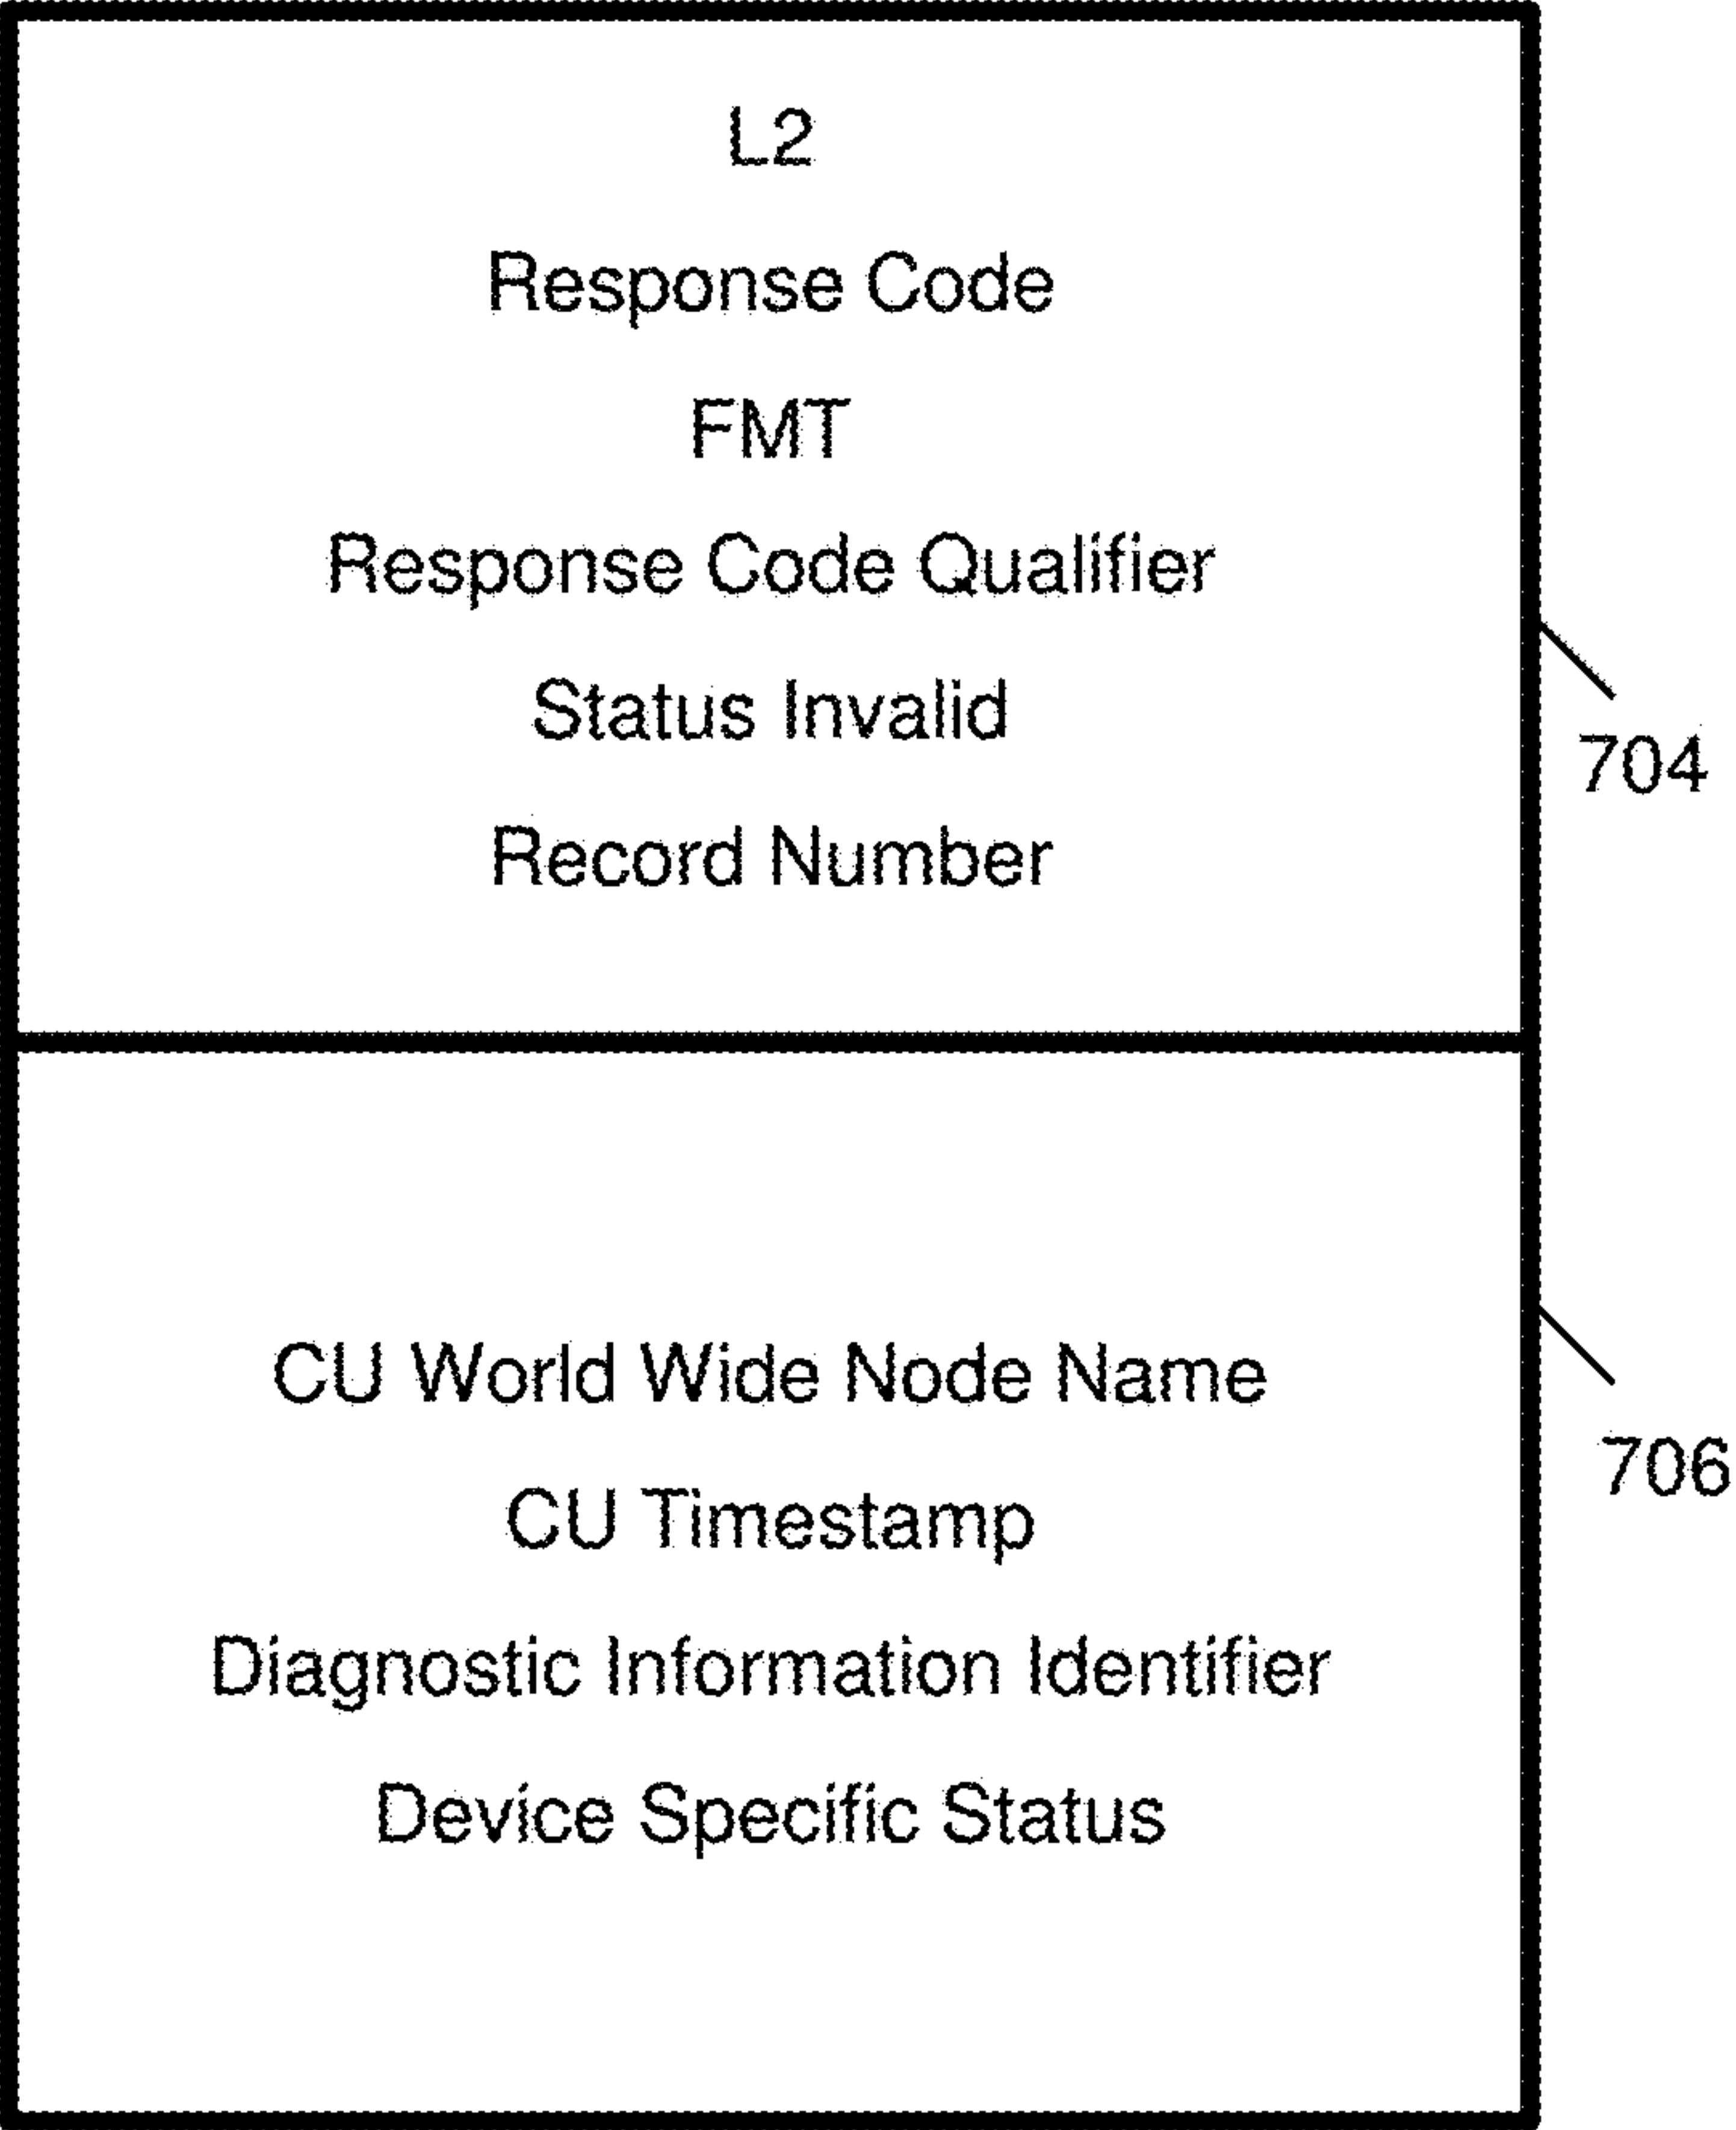 L2
Response Code
FMT
Response Code Qualifier
Status Invalid
704
Record Number
CU World Wide Node Name
706
CU Timestamp
Diagnostic Information Identifier
Device Specific Status